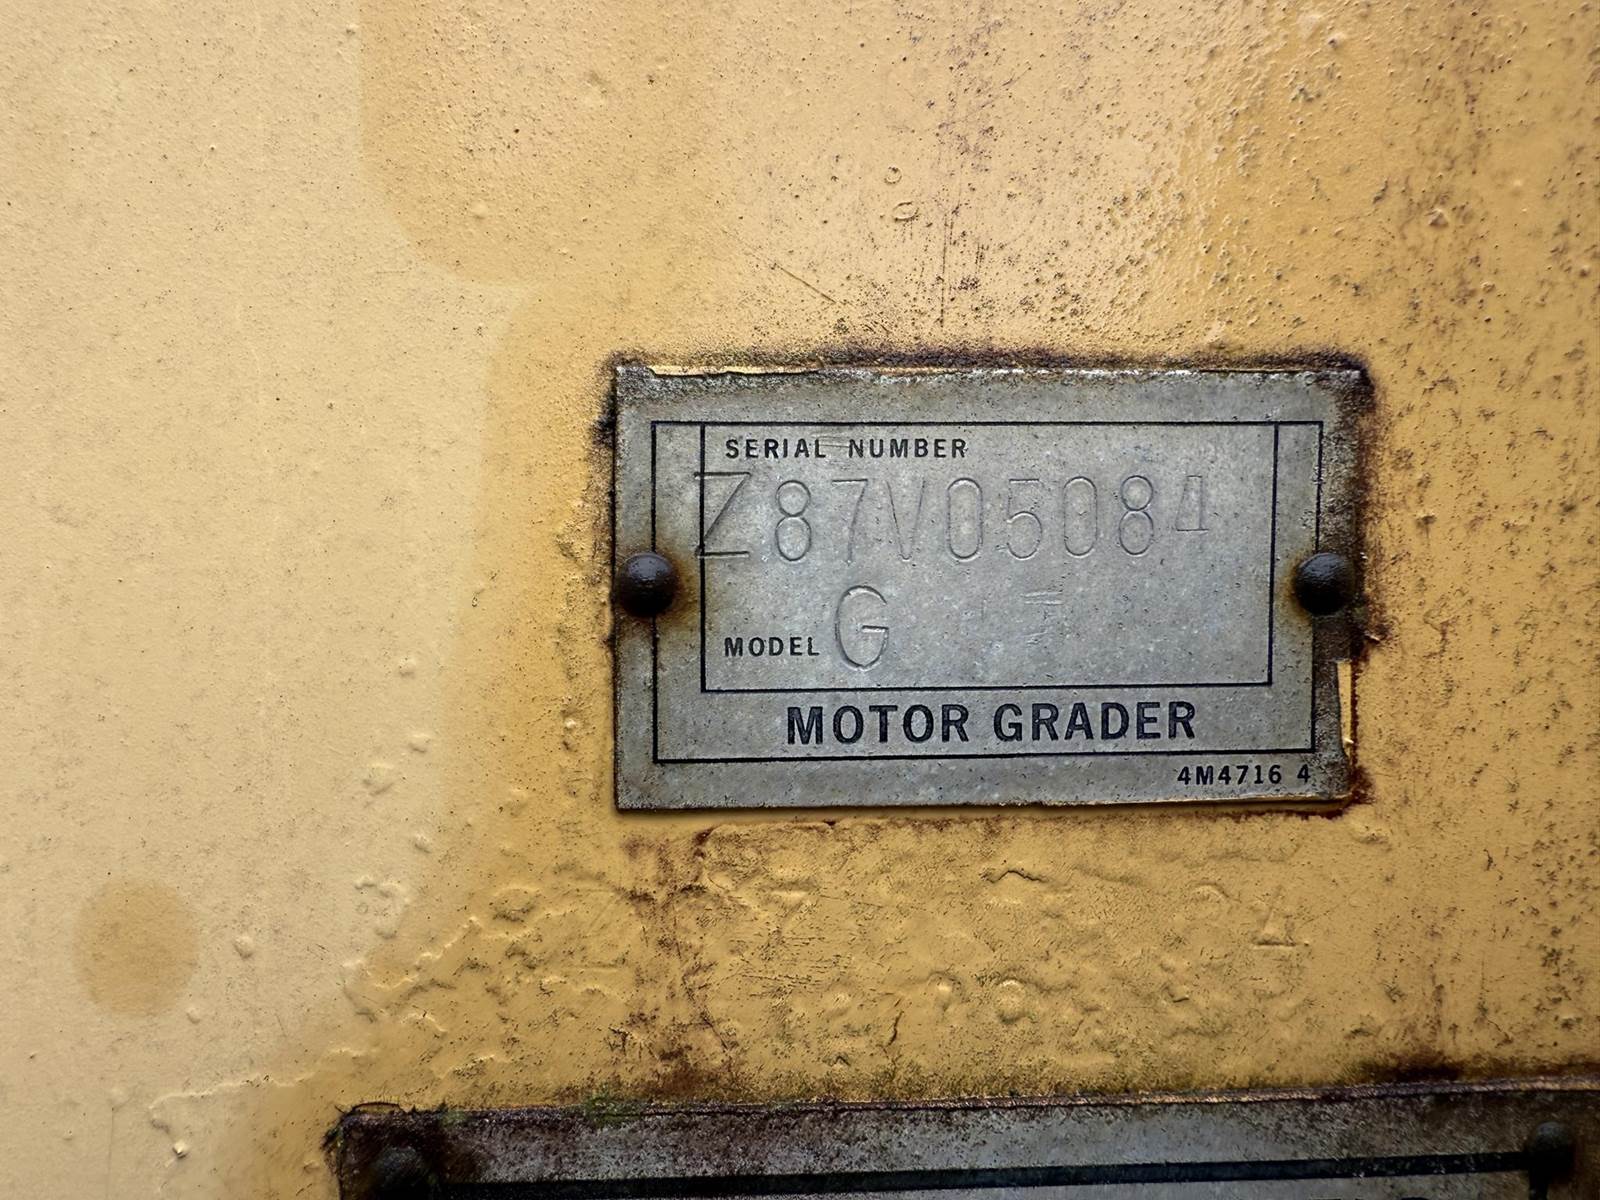 SERIAL NUMBER
Z87V05084
MODEL G
MOTOR GRADER
4M4716 4